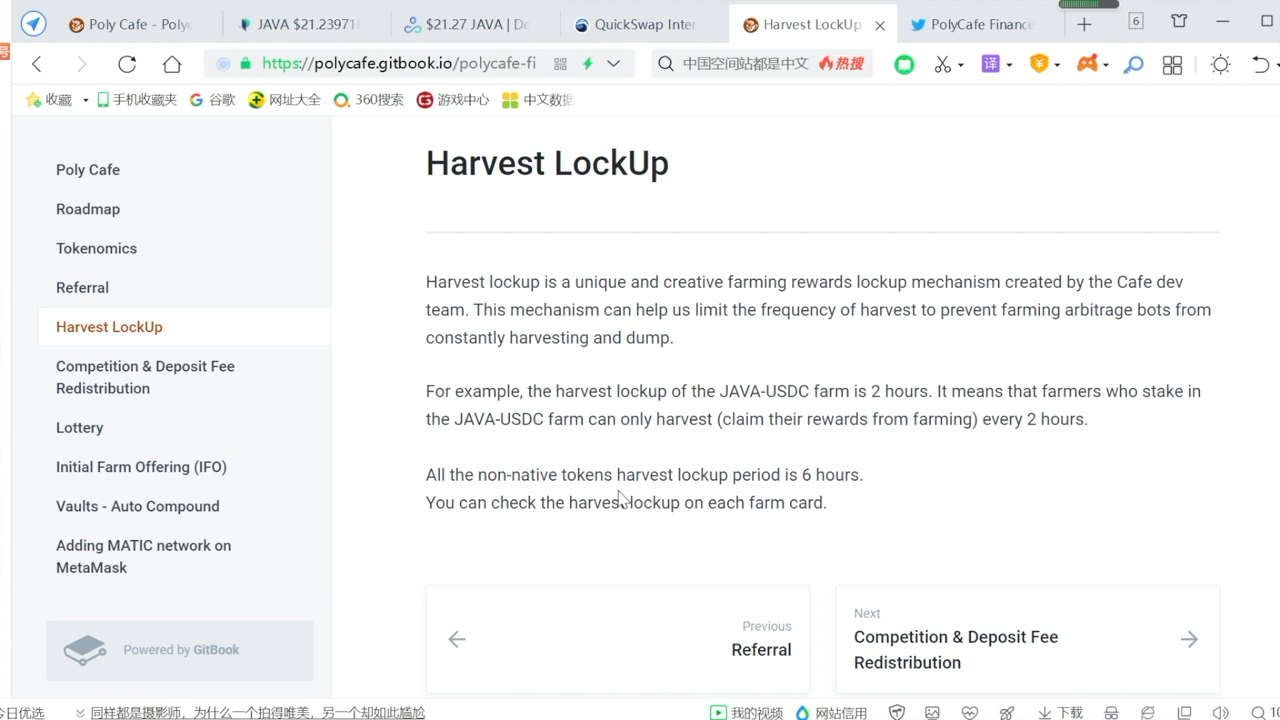 Poly Cafe - Poly
JAVA $21.23971
$21.27 JAVA | De
QuickSwap Inter
Harvest LockUp
PolyCafe Finance
6
https://polycafe.gitbook.io/polycafe-fi
中国空间站都是中文
热搜
译
收藏
手机收藏夹
谷歌
网址大全
360搜索
游戏中心
中文数据
Poly Cafe
Roadmap
Tokenomics
Referral
Harvest LockUp
Competition & Deposit Fee
Redistribution
Lottery
Initial Farm Offering (IFO)
Vaults - Auto Compound
Adding MATIC network on
MetaMask
Powered by GitBook
Harvest LockUp
Harvest lockup is a unique and creative farming rewards lockup mechanism created by the Cafe dev
team. This mechanism can help us limit the frequency of harvest to prevent farming arbitrage bots from
constantly harvesting and dump.
For example, the harvest lockup of the JAVA-USDC farm is 2 hours. It means that farmers who stake in
the JAVA-USDC farm can only harvest (claim their rewards from farming) every 2 hours.
All the non-native tokens harvest lockup period is 6 hours.
You can check the harvest lockup on each farm card.
Previous
Referral
Next
Competition & Deposit Fee
Redistribution
今日优选
同样都是摄影师，为什么一个拍得唯美，另一个却如此尴尬
我的视频
网站信用
下载
10